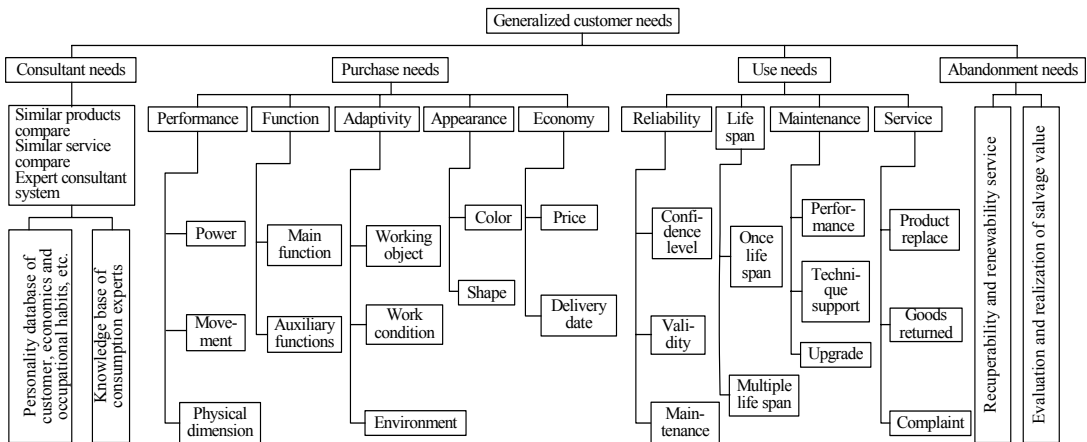 Generalized customer needs
Consultant needs
Purchase needs
Use needs
Abandonment needs
Similar products
compare
Similar service
compare
Expert consultant
system
Performance
Function
Adaptivity
Appearance
Economy
Reliability
Life
span
Maintenance
Service
Personality database of
customer, economics and
occupational habits, etc.
Knowledge base of
consumption experts
Power
Move-
ment
Physical
dimension
Main
function
Auxiliary
functions
Working
object
Work
condition
Environment
Color
Shape
Price
Delivery
date
Confi-
dence
level
Vali-
dity
Main-
tenance
Once
life
span
Multiple
life span
Perfor-
mance
Techni-
que
support
Upgrade
Product
replace
Goods
returned
Complaint
Recuperability and renewability service
Evaluation and realization of salvage value